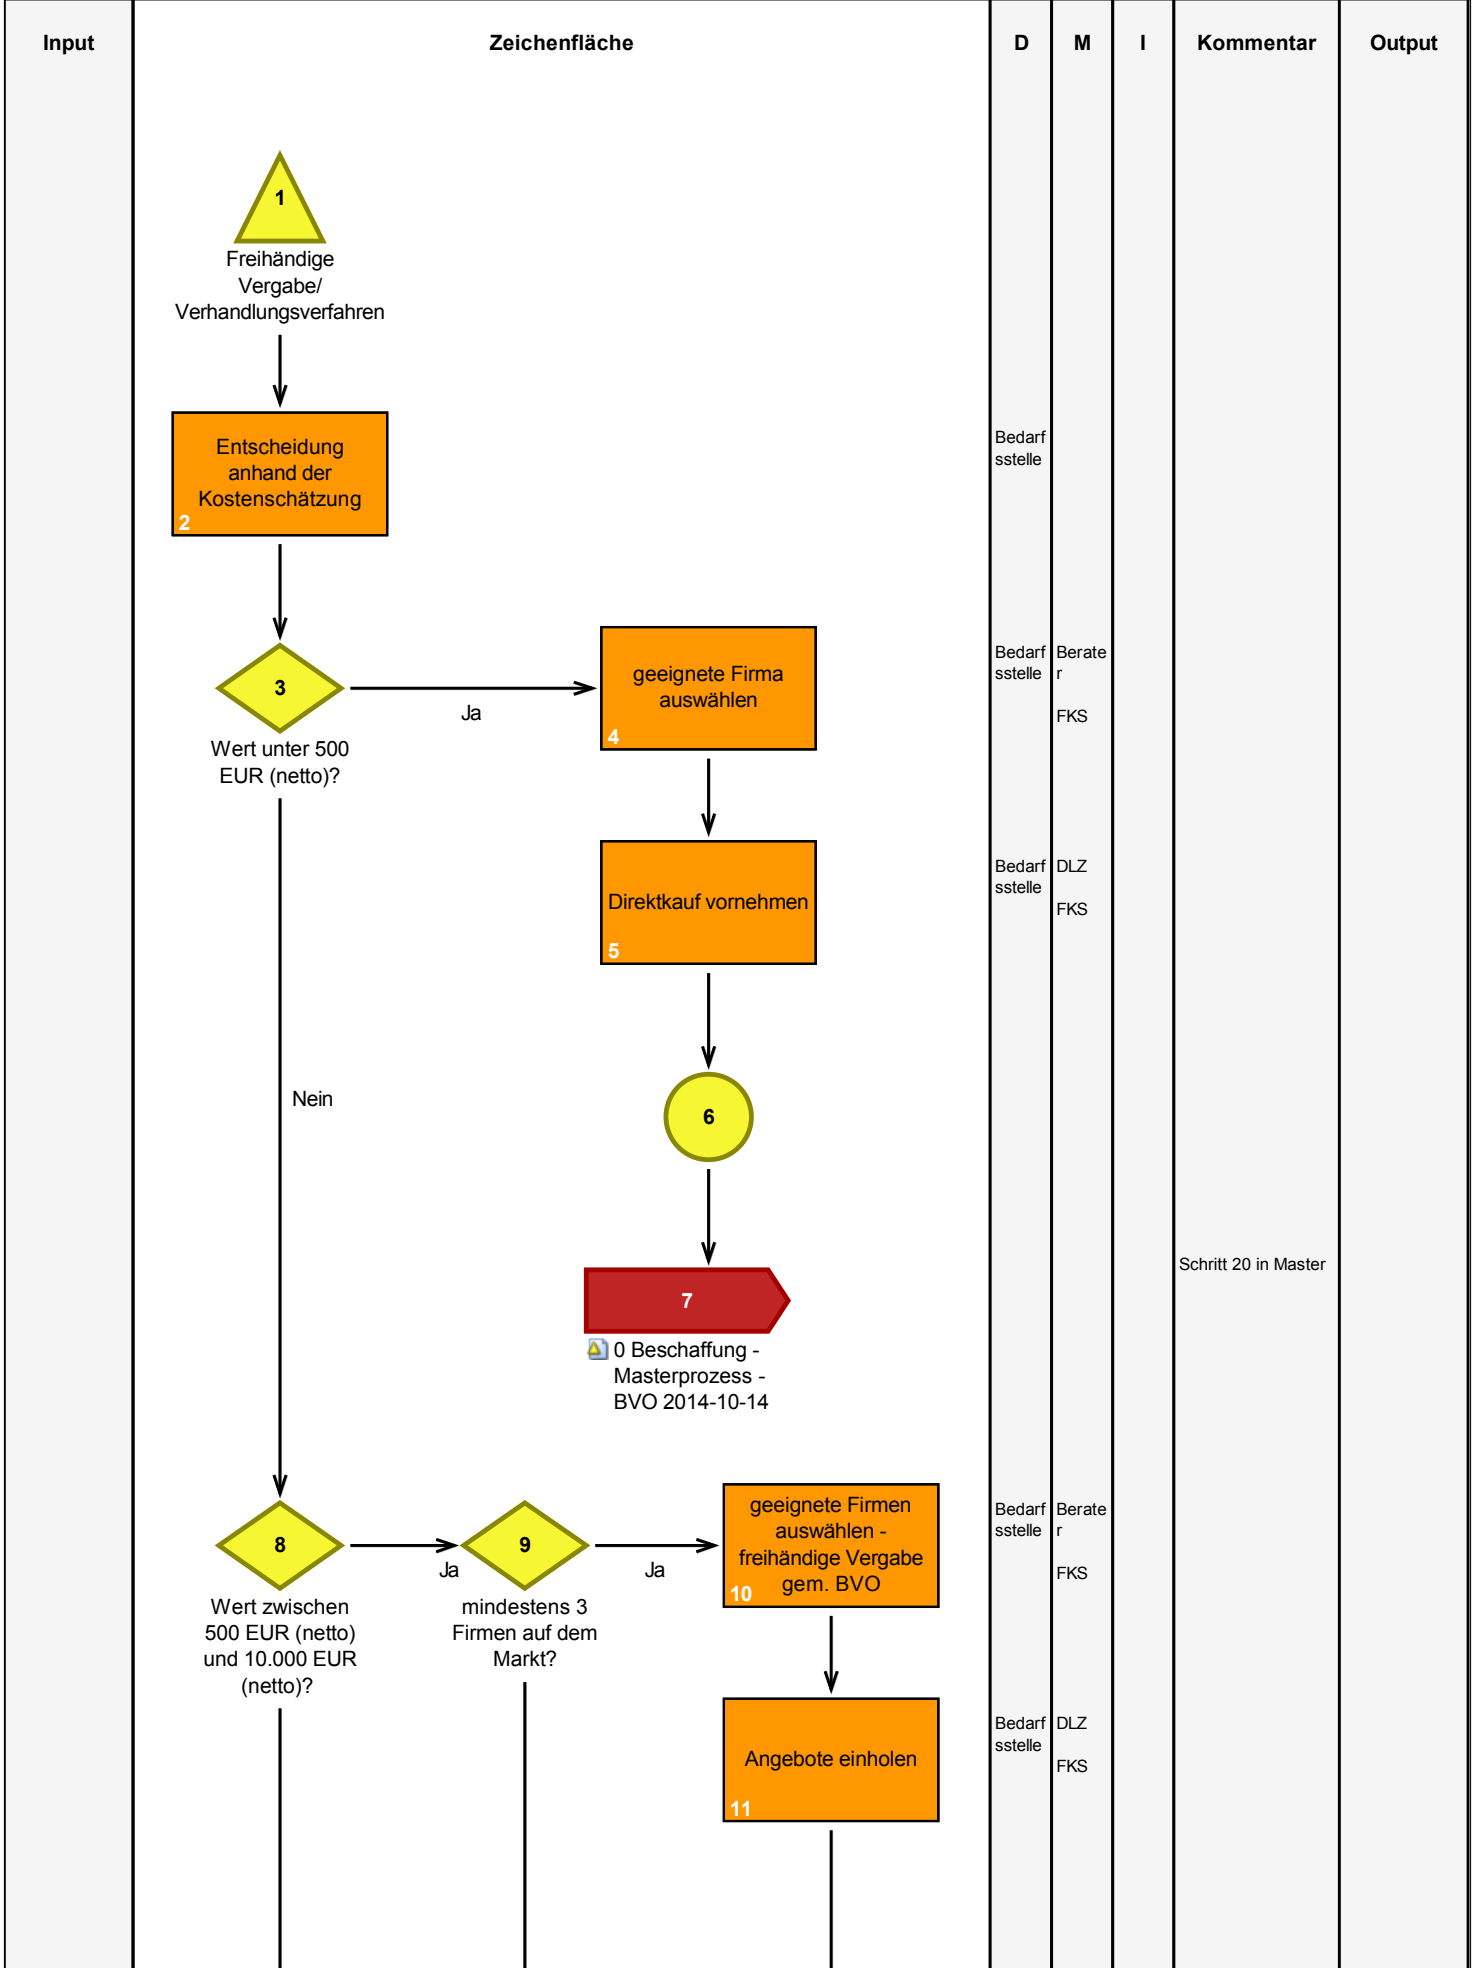 Input
Zeichenfläche
D
M
I
Kommentar
Output
1
Freihändige
Vergabe/
Verhandlungsverfahren
Entscheidung
anhand der
Kostenschätzung
2
Bedarf
sstelle
3
Wert unter 500
EUR (netto)?
Ja
geeignete Firma
auswählen
4
Bedarf
sstelle
Berate
r
FKS
Direktkauf vornehmen
5
Bedarf
sstelle
DLZ
FKS
Nein
6
7
0 Beschaffung -
Masterprozess -
BVO 2014-10-14
Schritt 20 in Master
8
Wert zwischen
500 EUR (netto)
und 10.000 EUR
(netto)?
Ja
9
mindestens 3
Firmen auf dem
Markt?
Ja
geeignete Firmen
auswählen -
freihändige Vergabe
gem. BVO
10
Bedarf
sstelle
Berate
r
FKS
Angebote einholen
11
Bedarf
sstelle
DLZ
FKS